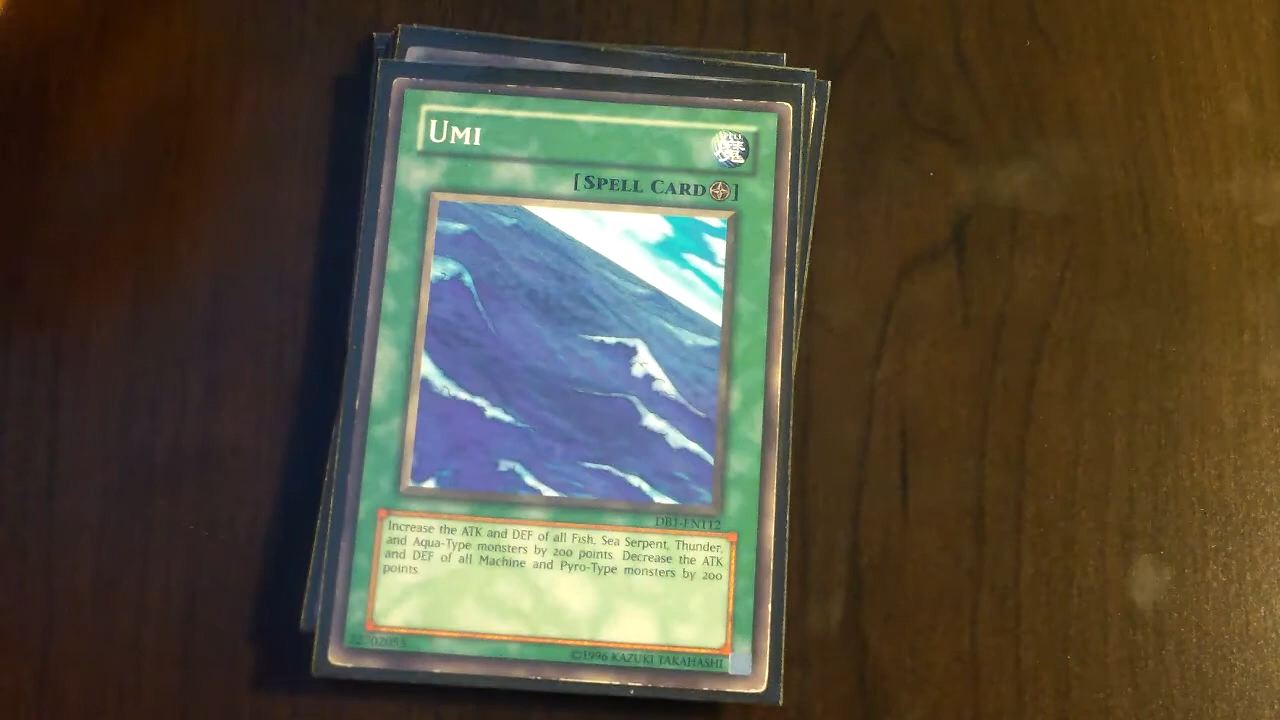 UMI
SPELL
[SPELL CARD]
DB1-EN112
Increase the ATK and DEF of all Fish, Sea Serpent, Thunder,
and Aqua-Type monsters by 200 points. Decrease the ATK
and DEF of all Machine and Pyro-Type monsters by 200
points.
22702055
©1996 KAZUKI TAKAHASHI